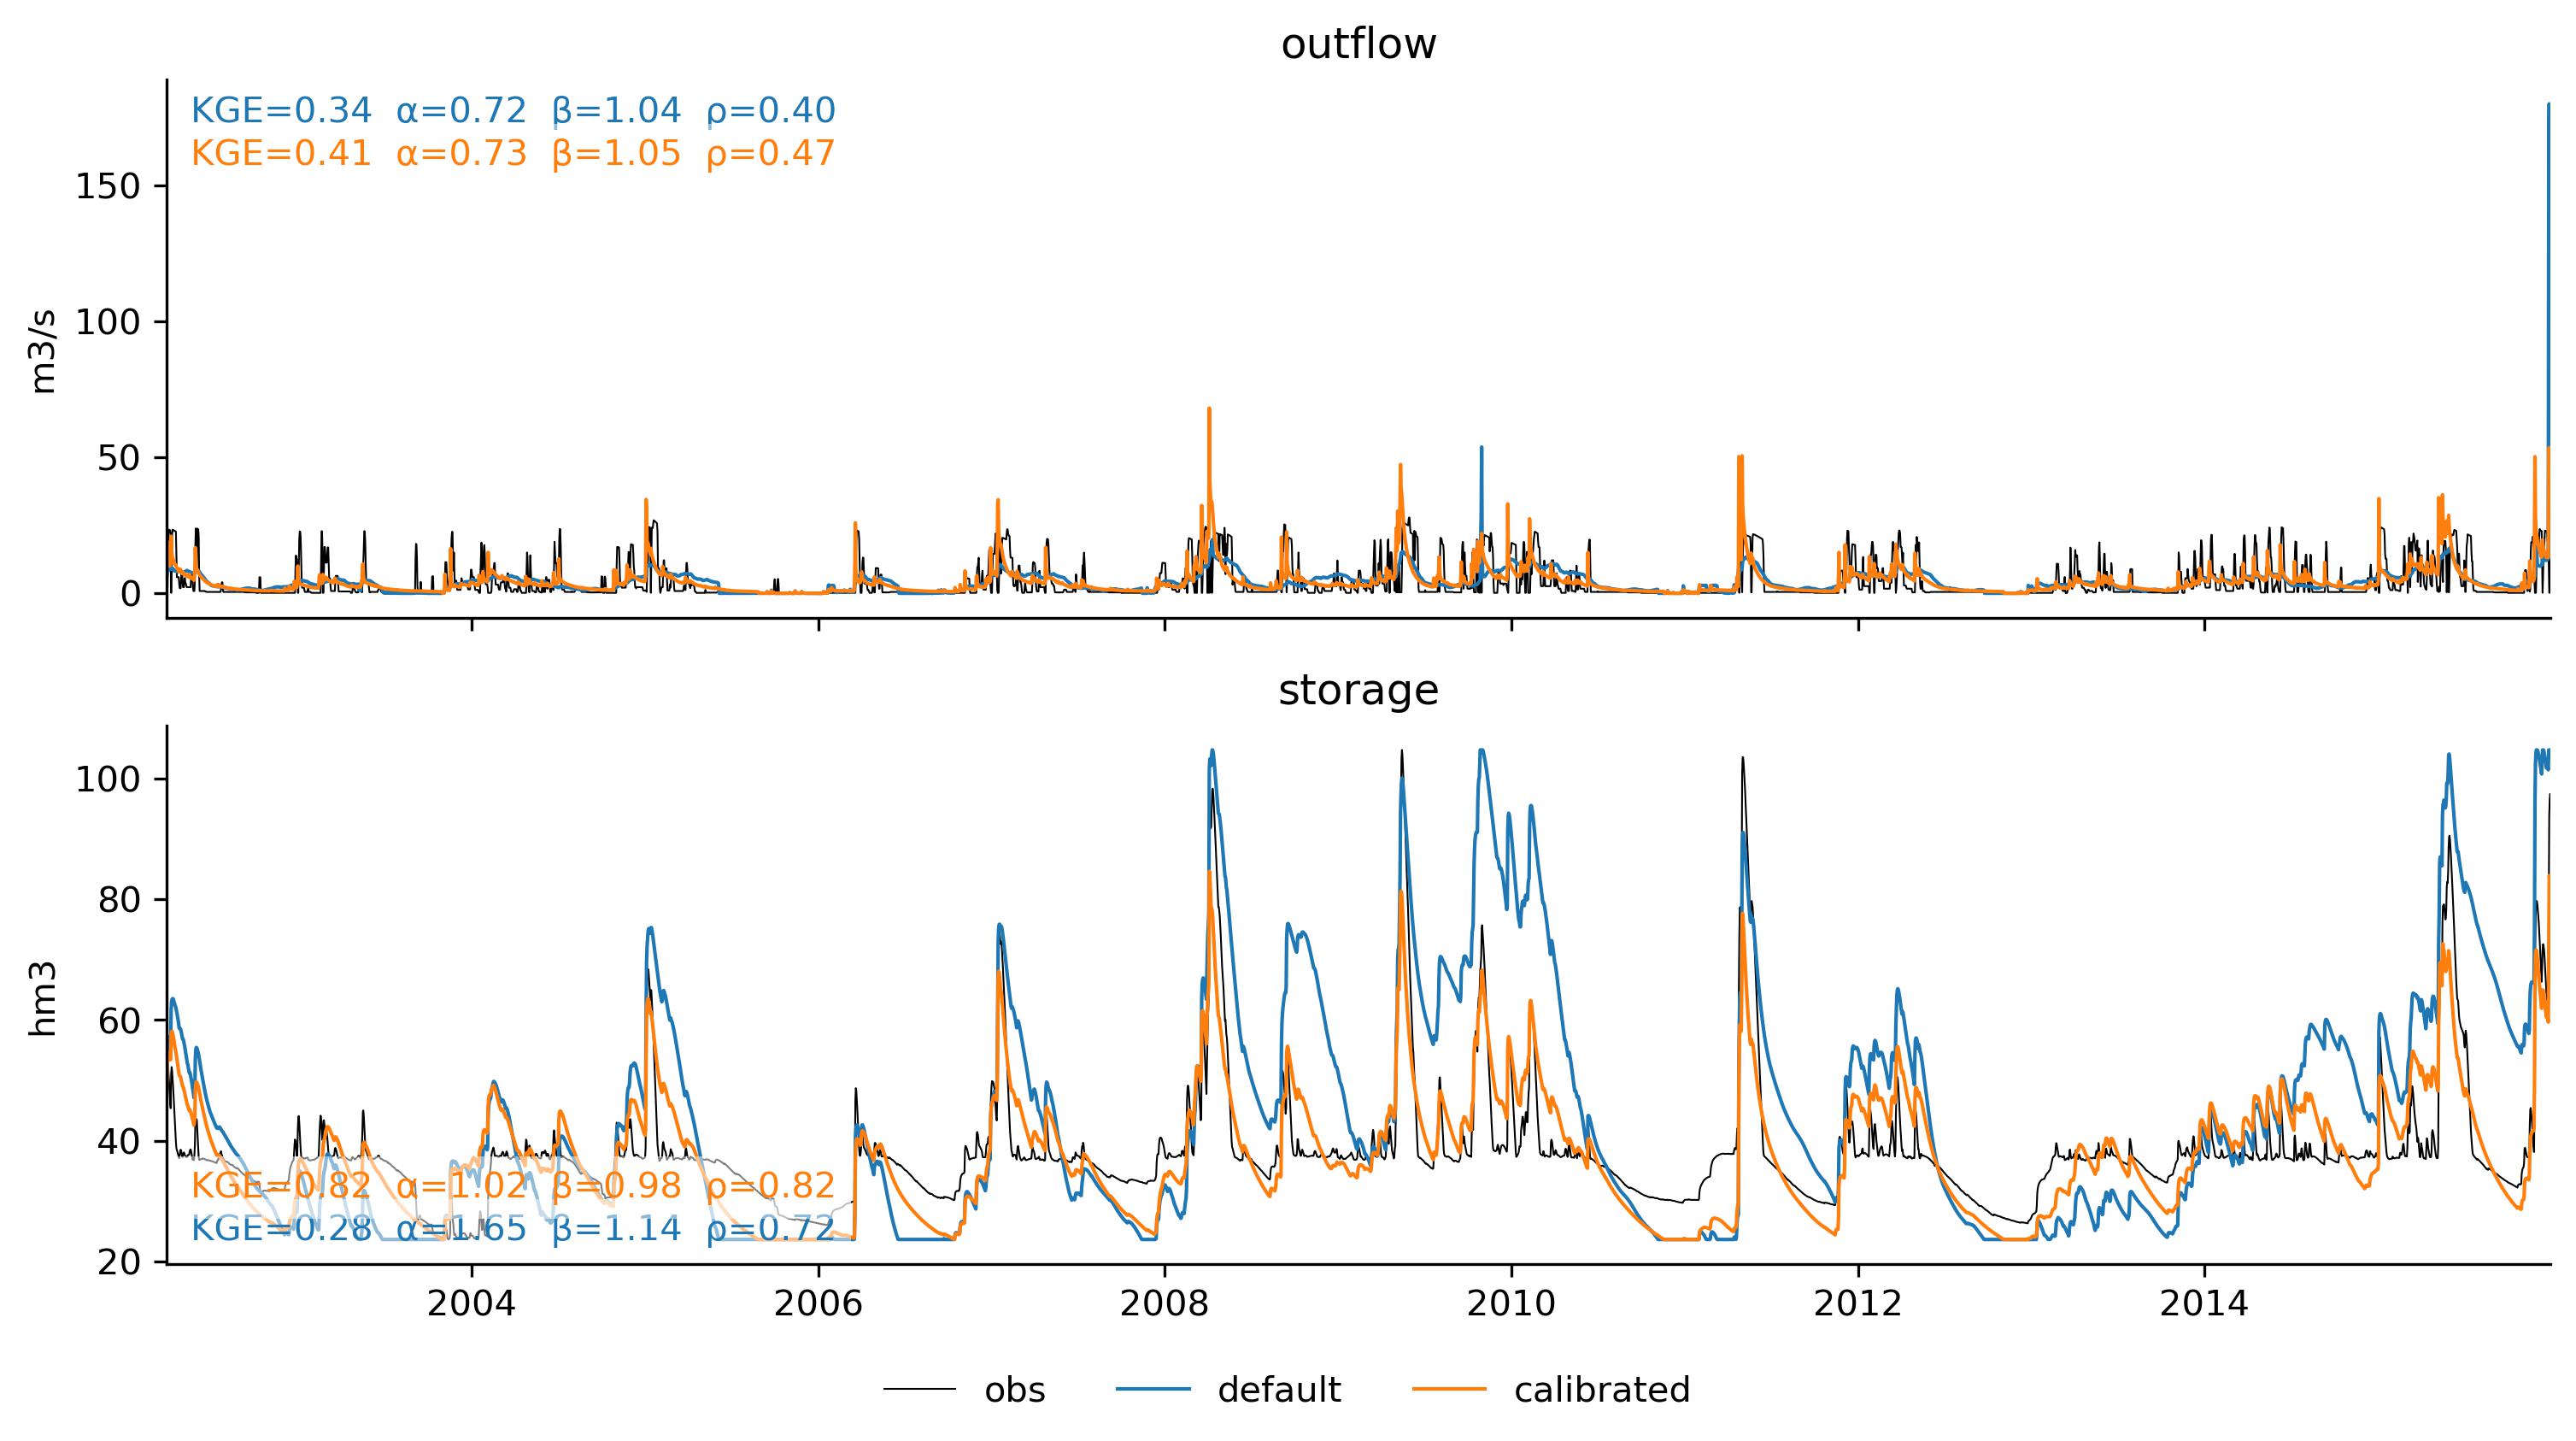 outflow
KGE=0.34 α=0.72 β=1.04 ρ=0.40
KGE=0.41 α=0.73 β=1.05 ρ=0.47
m3/s
150
100
50
0
storage
hm3
100
80
60
40
20
KGE=0.82 α=1.02 β=0.98 ρ=0.82
KGE=0.28 α=1.65 β=1.14 ρ=0.72
2004 2006 2008 2010 2012 2014
obs default calibrated